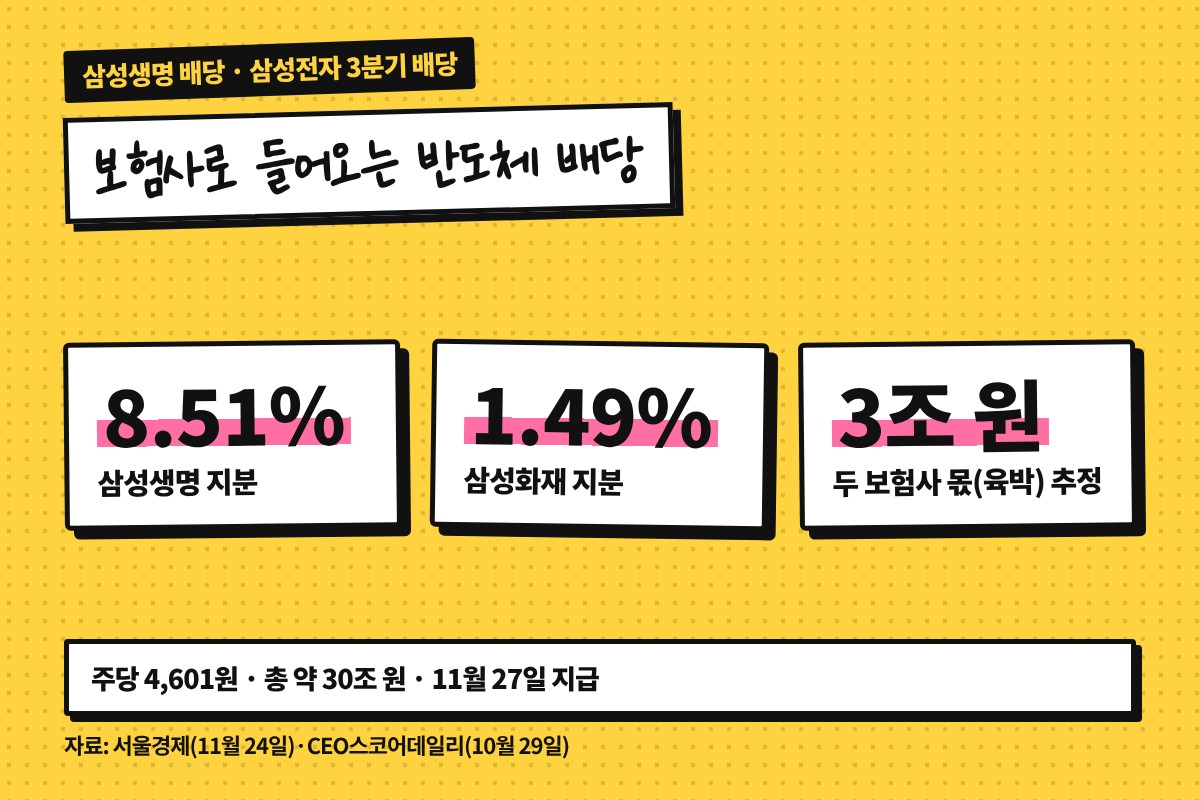 삼성생명 배당 · 삼성전자 3분기 배당
보험사로 들어오는 반도체 배당
8.51%
삼성생명 지분
1.49%
삼성화재 지분
3조 원
두 보험사 몫(육박) 추정
주당 4,601원 · 총 약 30조 원 · 11월 27일 지급
자료: 서울경제(11월 24일)·CEO스코어데일리(10월 29일)